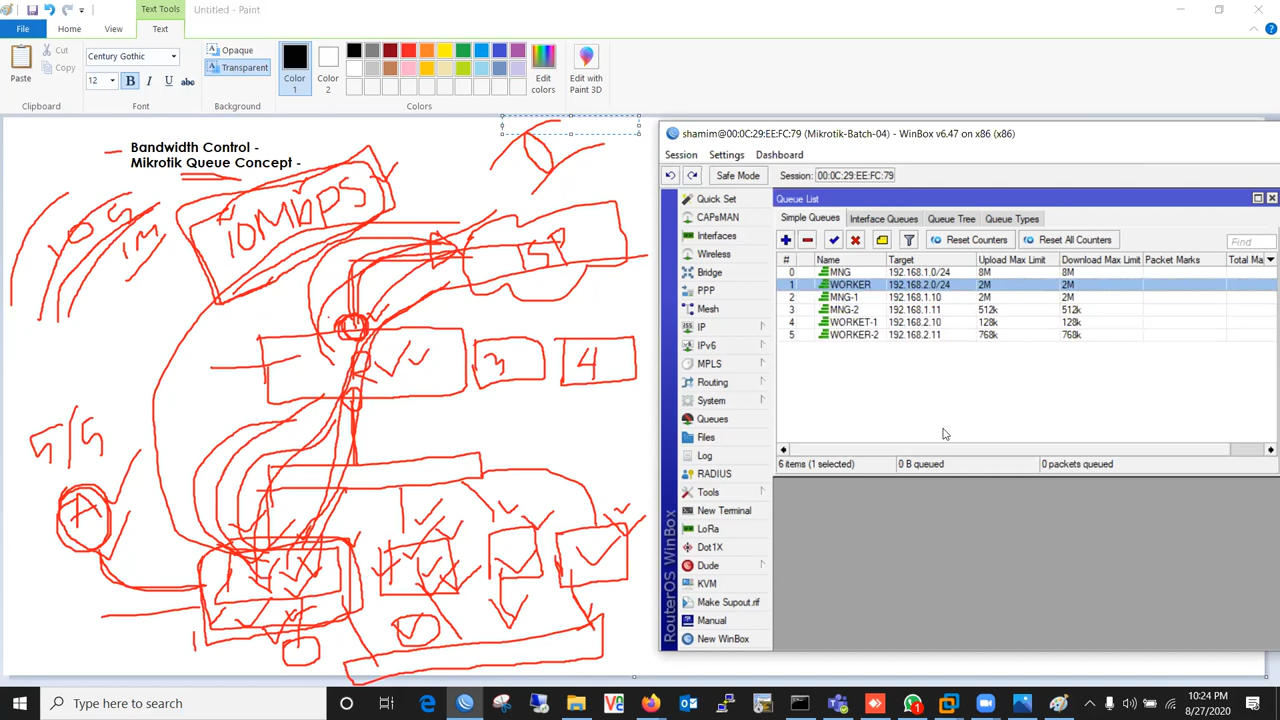 Text Tools
Untitled - Paint
File
Home
View
Text
Paste
Cut
Copy
Clipboard
Century Gothic
12
B I U abc
Font
Opaque
Transparent
Background
Color 1
Color 2
Colors
Edit colors
Edit with Paint 3D
Bandwidth Control -
Mikrotik Queue Concept -
10MbPS
1M
3
4
5/5
A
shamim@00:0C:29:EE:FC:79 (Mikrotik-Batch-04) - WinBox v6.47 on x86 (x86)
Session Settings Dashboard
Safe Mode Session: 00:0C:29:EE:FC:79
Quick Set
CAPsMAN
Interfaces
Wireless
Bridge
PPP
Mesh
IP
IPv6
MPLS
Routing
System
Queues
Files
Log
RADIUS
Tools
New Terminal
LoRa
Dot1X
Dude
KVM
Make Supout.rif
Manual
New WinBox
RouterOS WinBox
Queue List
Simple Queues Interface Queues Queue Tree Queue Types
Reset Counters Reset All Counters Find
# Name Target Upload Max Limit Download Max Limit Packet Marks Total Ma
0 MNG 192.168.1.0/24 8M 8M
1 WORKER 192.168.2.0/24 2M 2M
2 MNG-1 192.168.1.10 2M 2M
3 MNG-2 192.168.1.11 512k 512k
4 WORKET-1 192.168.2.10 128k 128k
5 WORKER-2 192.168.2.11 768k 768k
6 items (1 selected) 0 B queued 0 packets queued
Type here to search
10:24 PM
8/27/2020